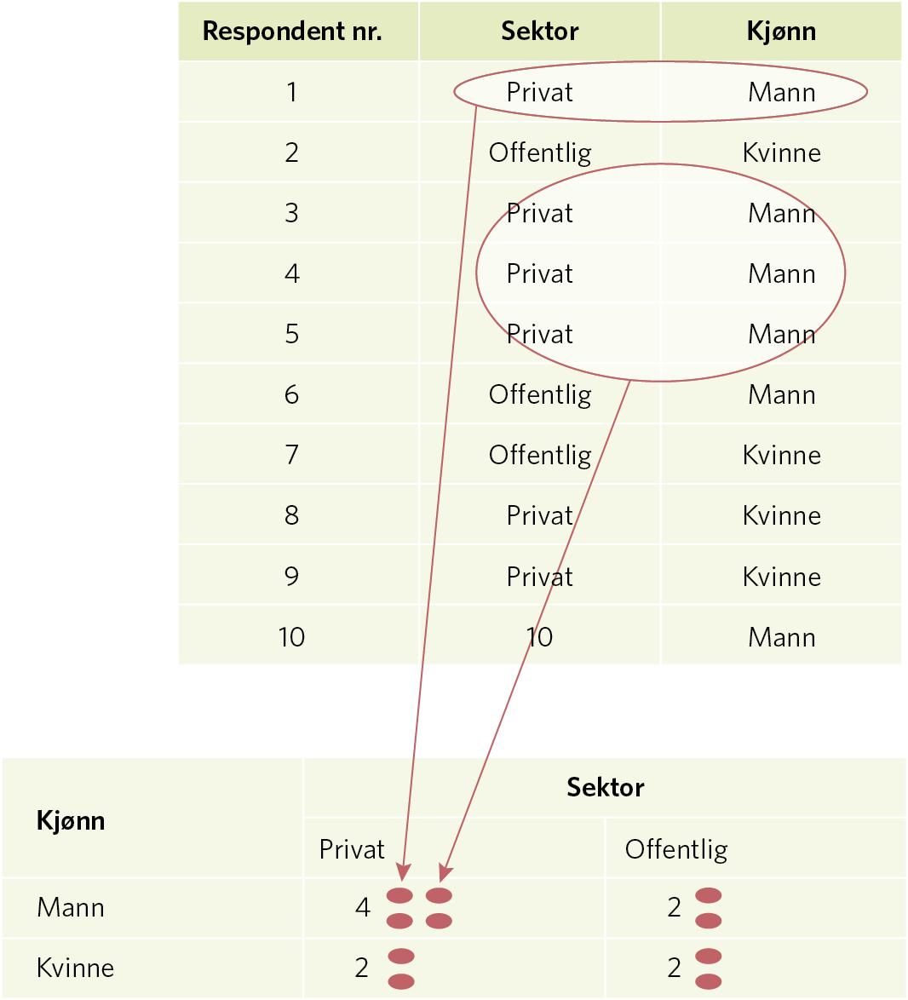 Respondent nr. Sektor Kjønn
1 Privat Mann
2 Offentlig Kvinne
3 Privat Mann
4 Privat Mann
5 Privat Mann
6 Offentlig Mann
7 Offentlig Kvinne
8 Privat Kvinne
9 Privat Kvinne
10 10 Mann
Kjønn Sektor
Privat Offentlig
Mann 4 2
Kvinne 2 2